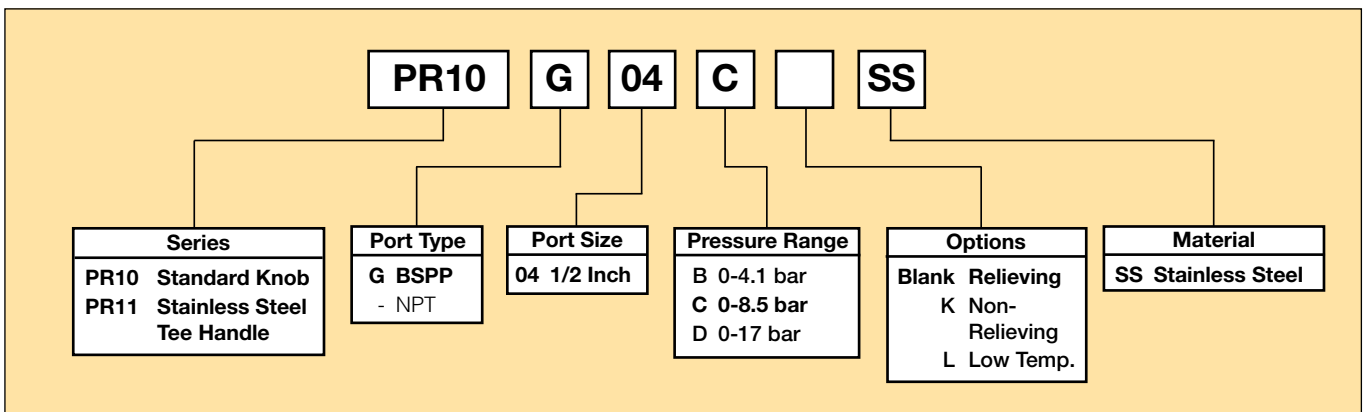 PR10 G 04 C SS
Series
PR10 Standard Knob
PR11 Stainless Steel
Tee Handle
Port Type
G BSPP
- NPT
Port Size
04 1/2 Inch
Pressure Range
B 0-4.1 bar
C 0-8.5 bar
D 0-17 bar
Options
Blank Relieving
K Non-
Relieving
L Low Temp.
Material
SS Stainless Steel